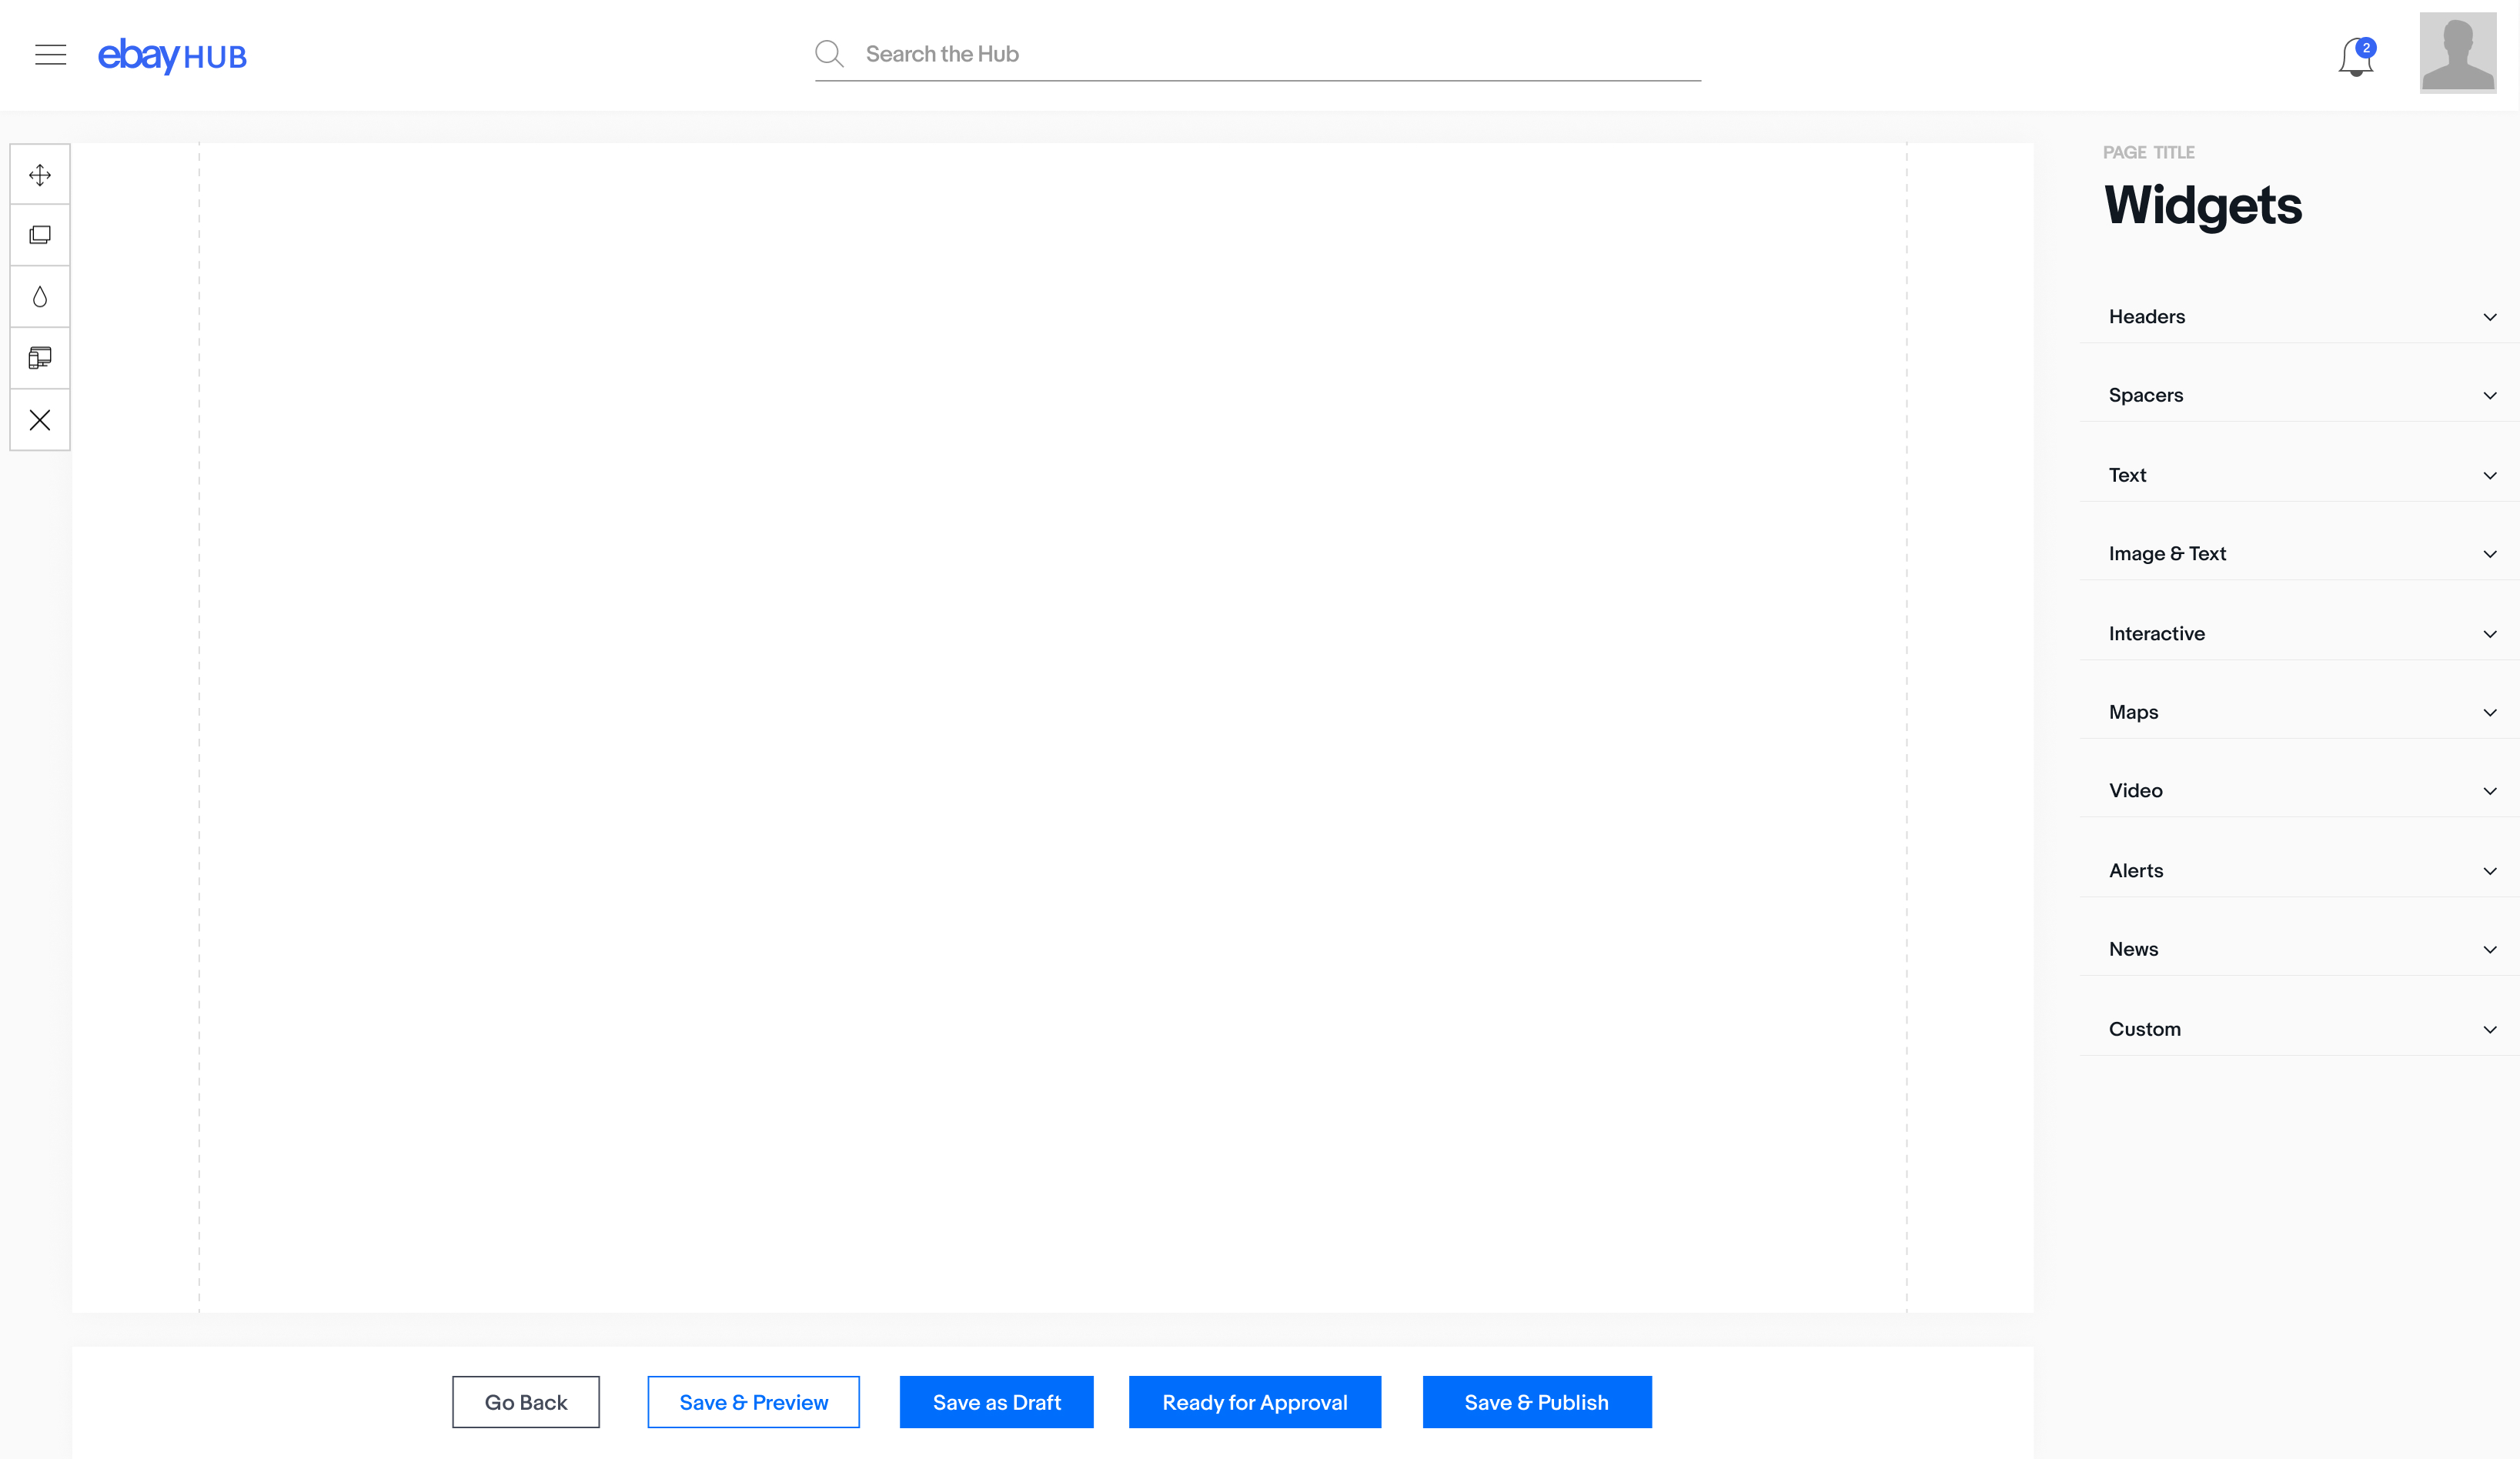 ebay HUB
Search the Hub
2
PAGE TITLE
Widgets
Headers
Spacers
Text
Image & Text
Interactive
Maps
Video
Alerts
News
Custom
Go Back
Save & Preview
Save as Draft
Ready for Approval
Save & Publish